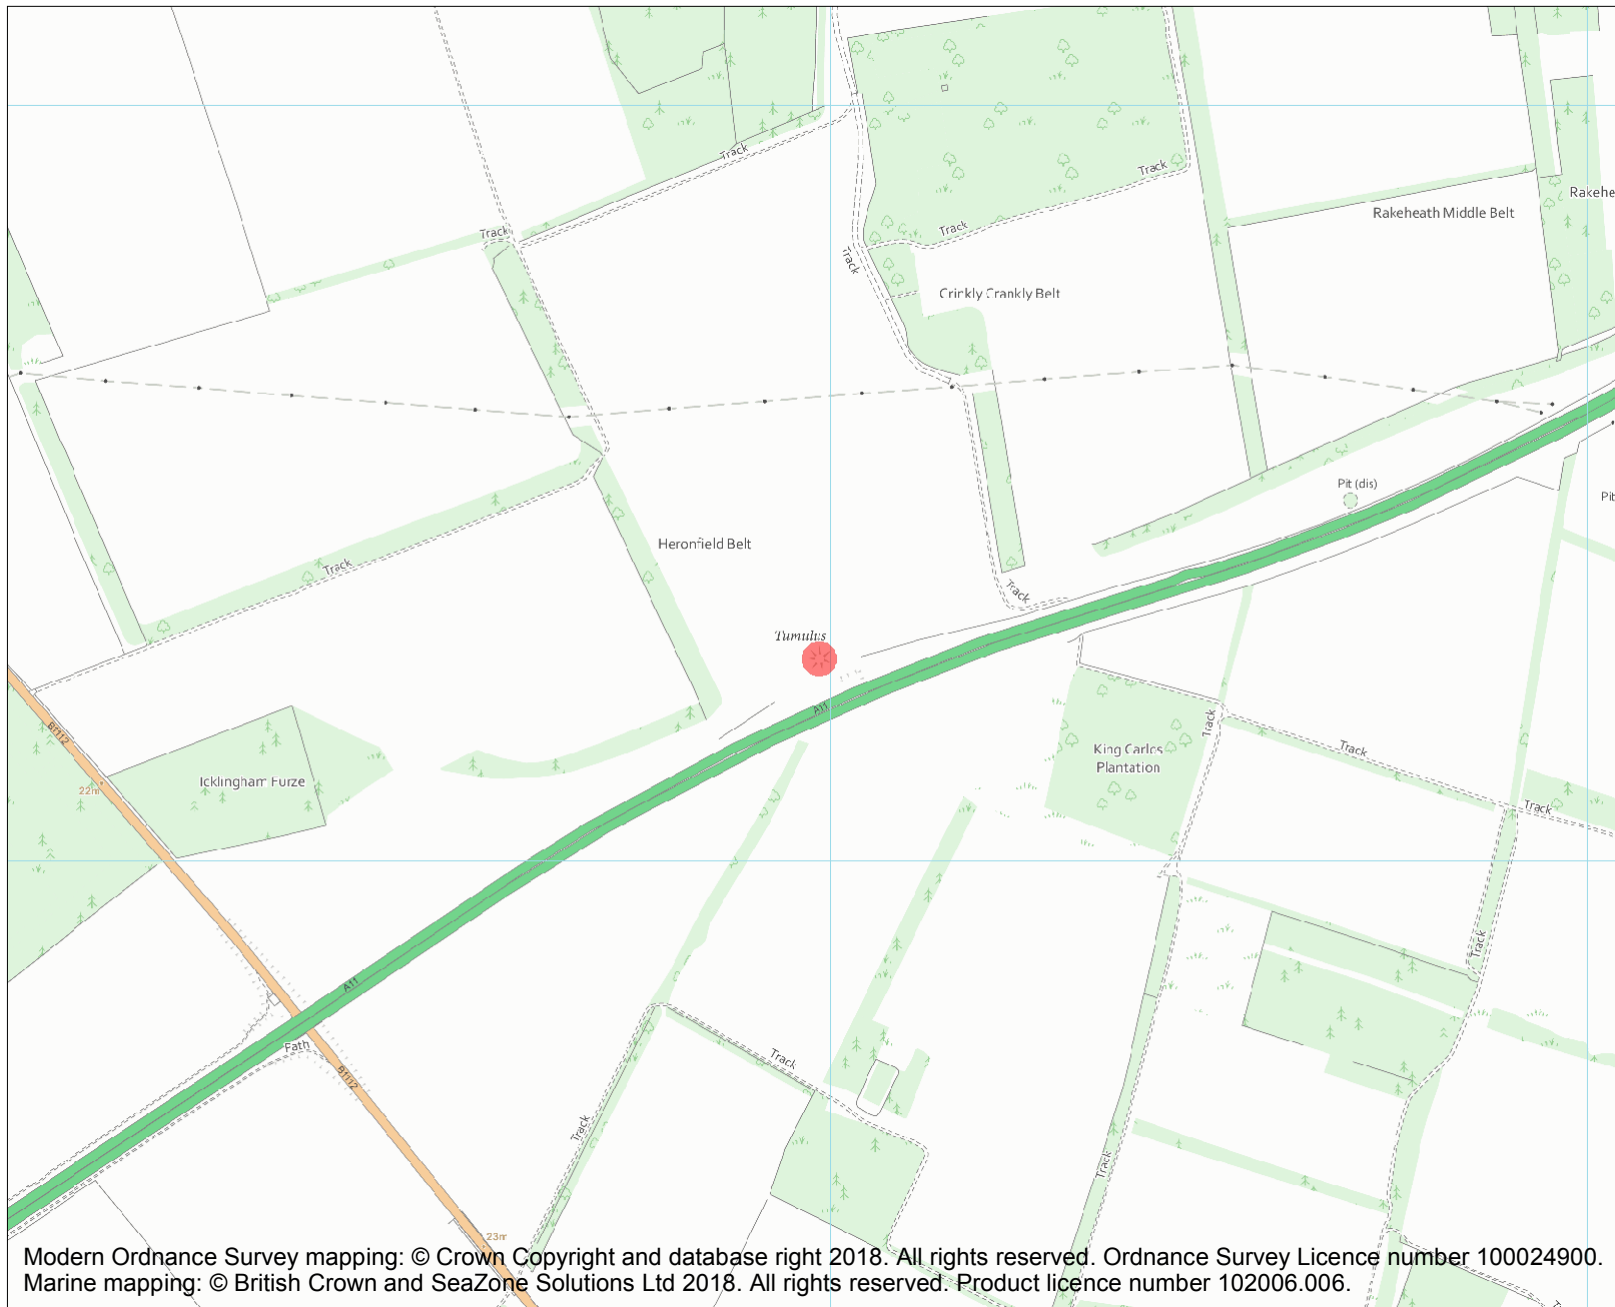 Track
Track
Rakehe
Rakeheath Middle Belt
Track
Track
Track
Crinkly Crankly Belt
Pit (dis)
Pit
Heronfield Belt
Track
Track
Tumulus
A11
B1112
Track
King Carlos
Plantation
Track
Icklingham Furze
22m
Track
Track
A11
Path
Track
B1112
Track
Track
23m
Modern Ordnance Survey mapping: © Crown Copyright and database right 2018. All rights reserved. Ordnance Survey Licence number 100024900.
Marine mapping: © British Crown and SeaZone Solutions Ltd 2018. All rights reserved. Product licence number 102006.006.